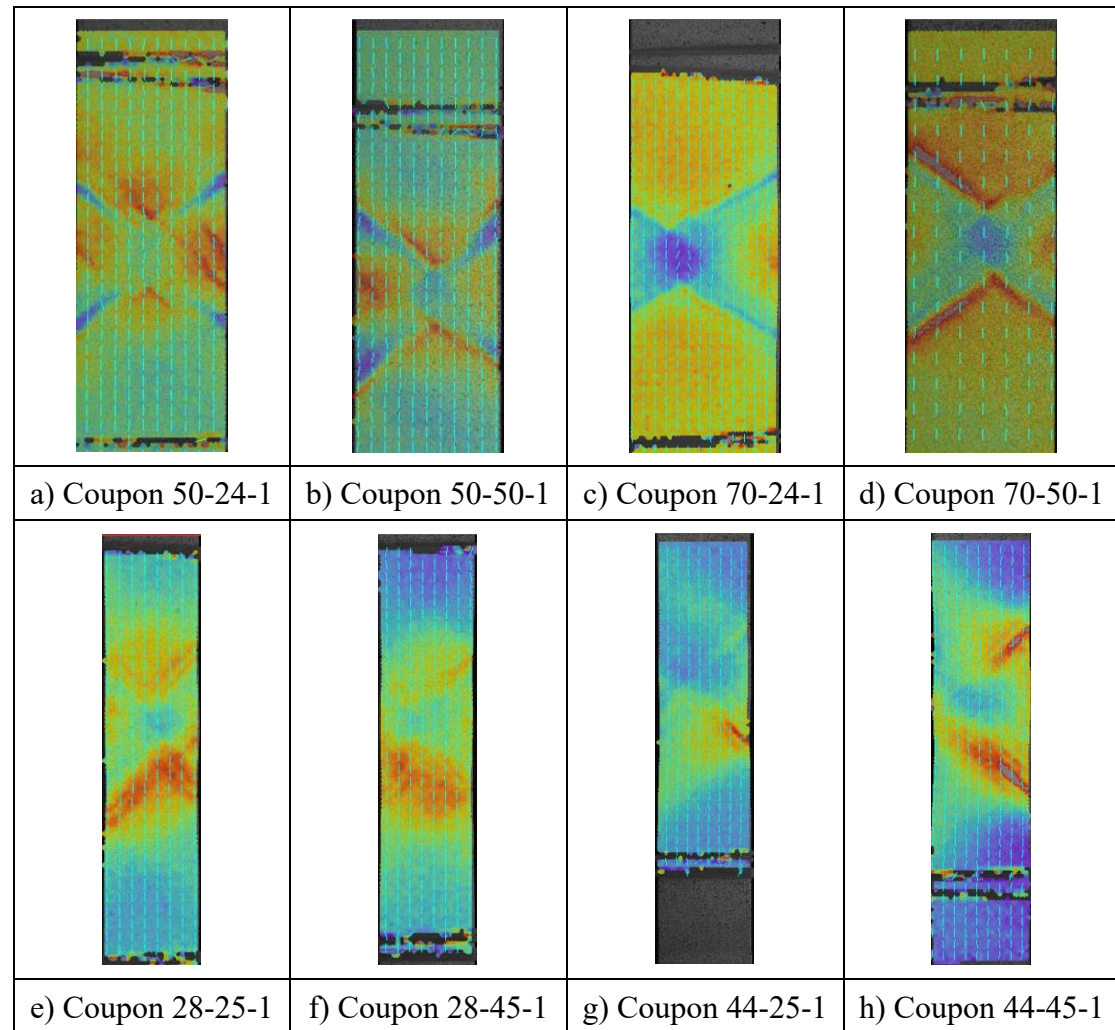 a) Coupon 50-24-1
b) Coupon 50-50-1
c) Coupon 70-24-1
d) Coupon 70-50-1
e) Coupon 28-25-1
f) Coupon 28-45-1
g) Coupon 44-25-1
h) Coupon 44-45-1